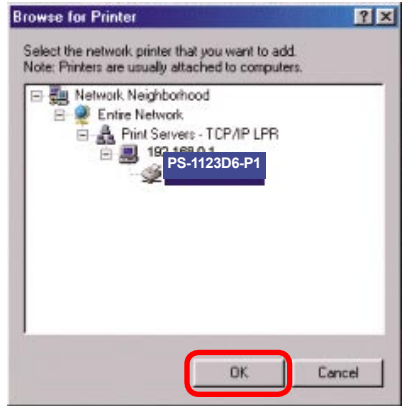 Browse for Printer
Select the network printer that you want to add.
Note: Printers are usually attached to computers.
Network Neighborhood
Entire Network
Print Servers - TCP/IP LPR
192.168.0.1
PS-1123D6-P1
OK
Cancel